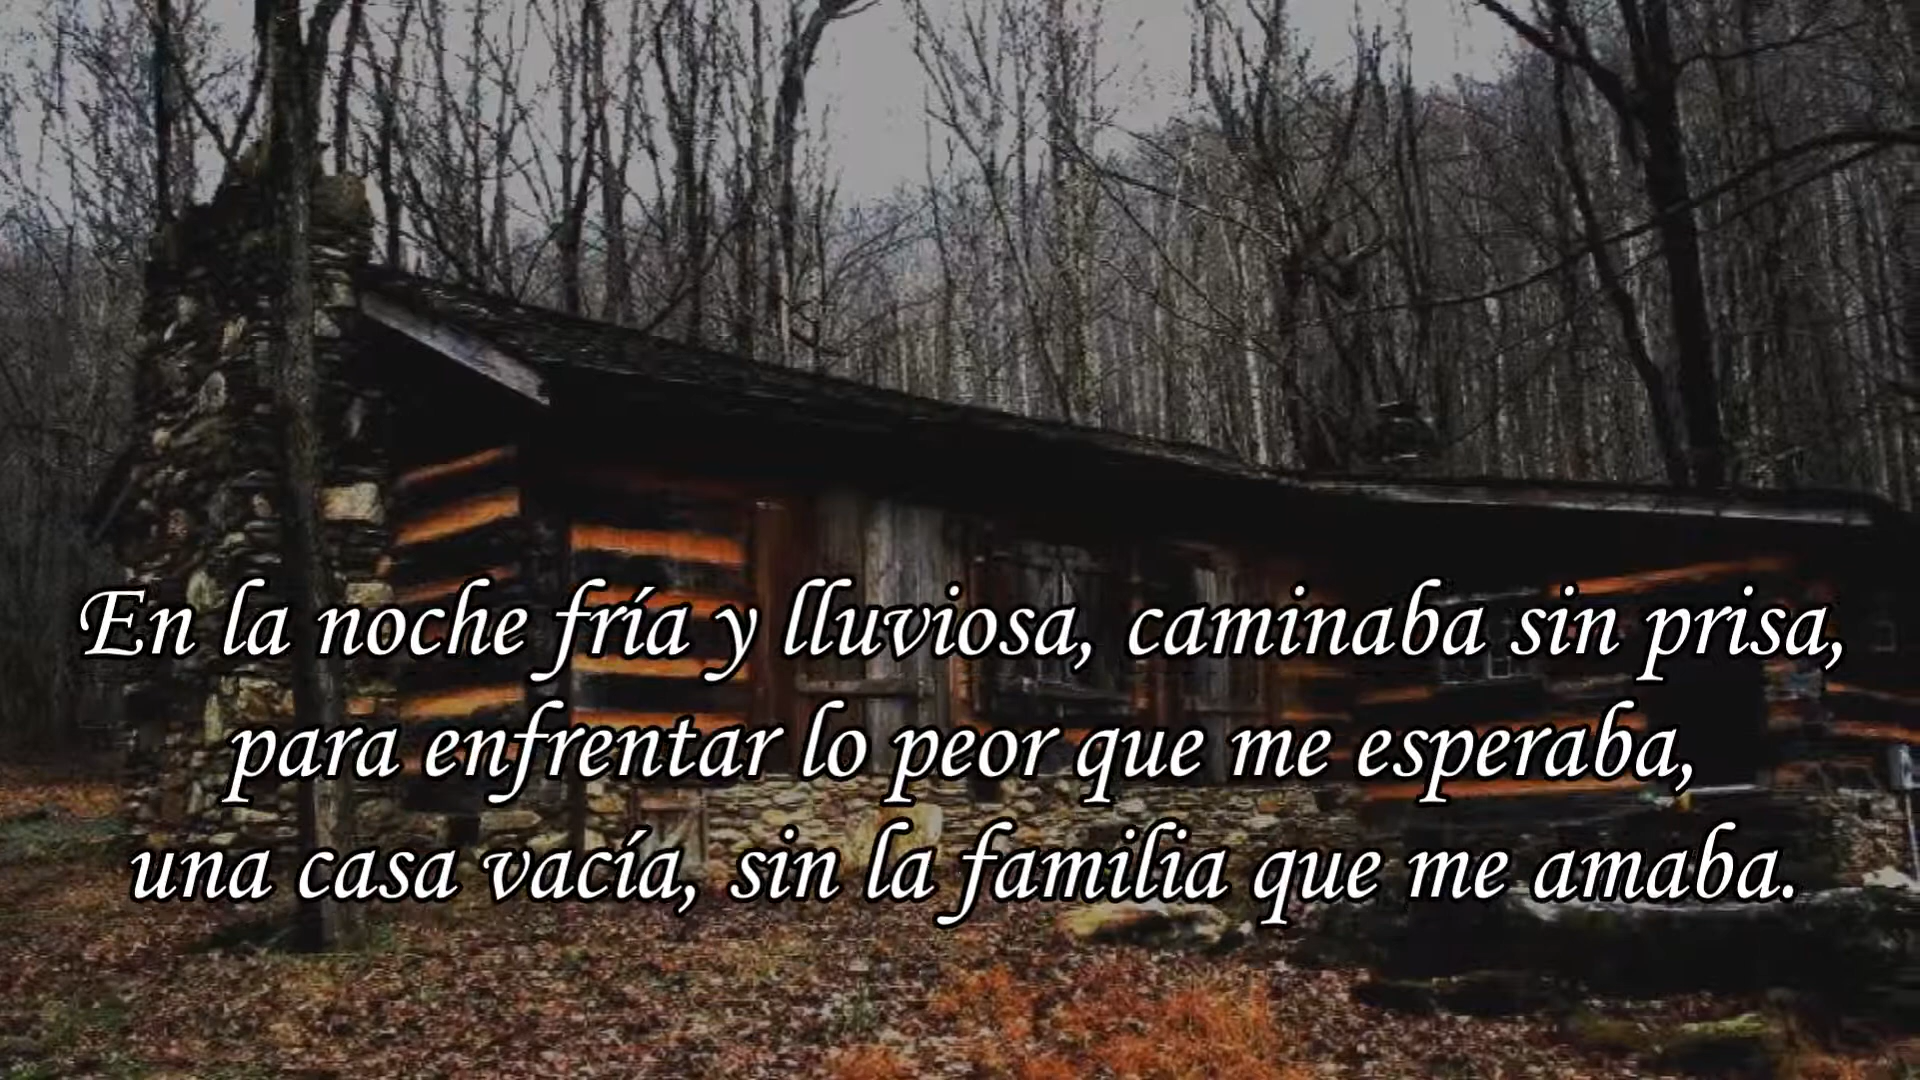 En la noche fría y lluviosa, caminaba sin prisa,
para enfrentar lo peor que me esperaba,
una casa vacía, sin la familia que me amaba.